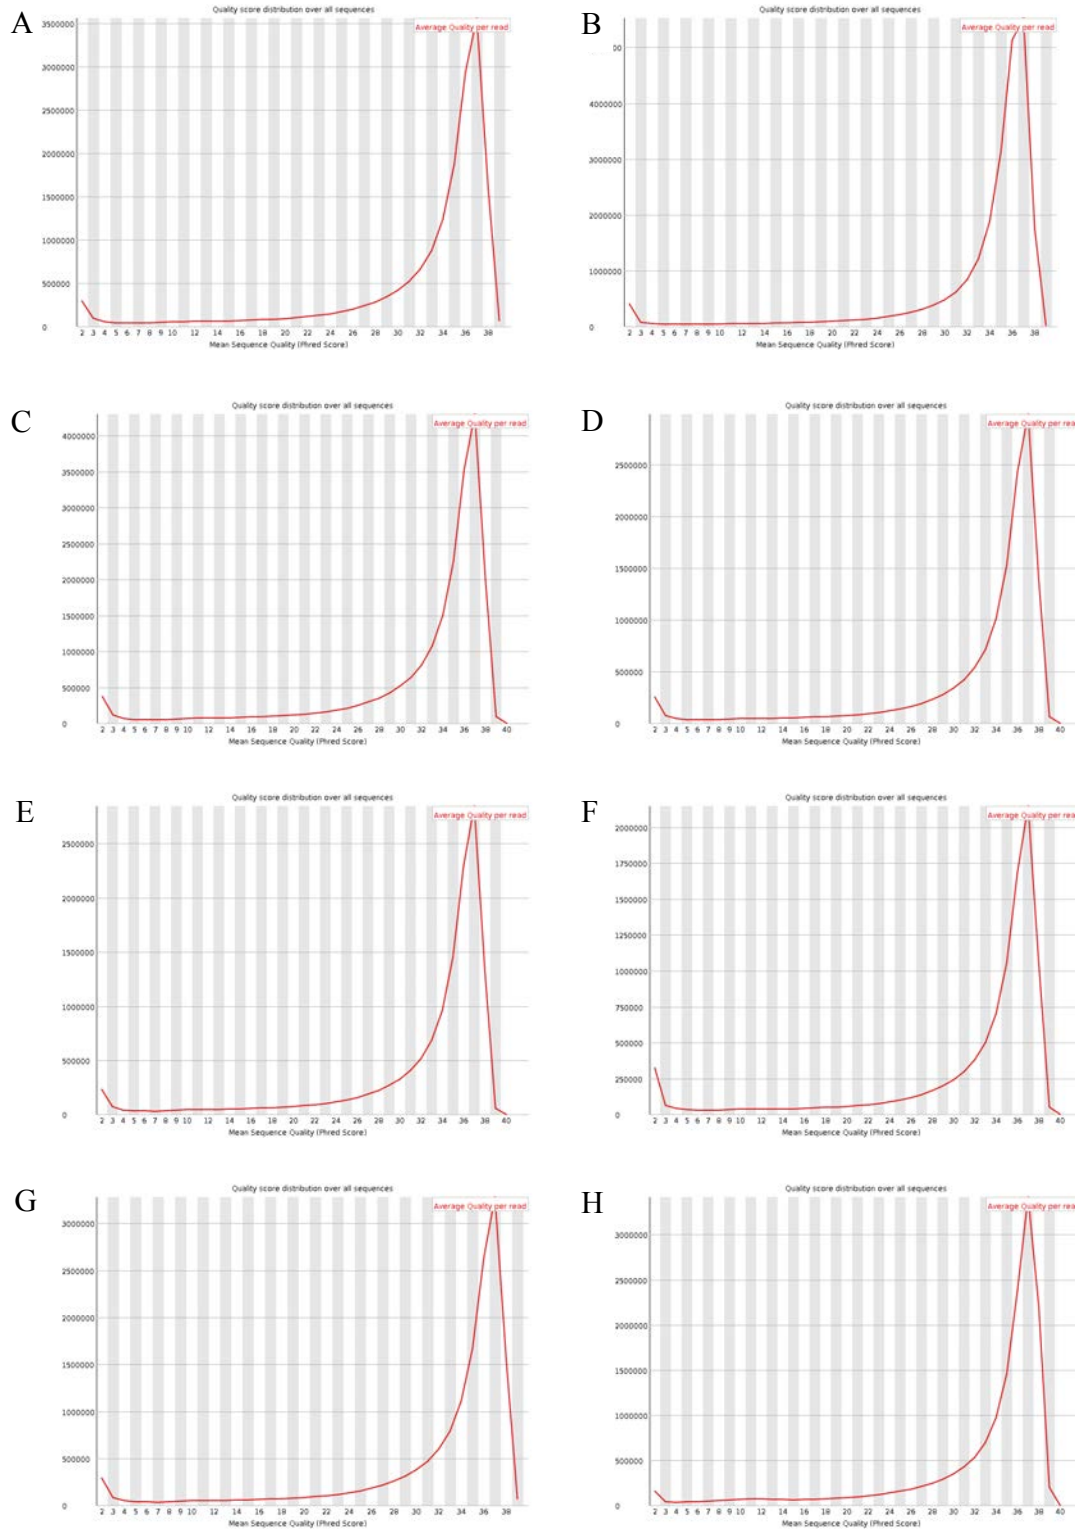 A
Quality score distribution over all sequences
Average Quality per read
3500000
3000000
2500000
2000000
1500000
1000000
500000
0
2 3 4 5 6 7 8 9 10 12 14 16 18 20 22 24 26 28 30 32 34 36 38
Mean Sequence Quality (Phred Score)
B
Quality score distribution over all sequences
Average Quality per read
00
4000000
3000000
2000000
1000000
0
2 3 4 5 6 7 8 9 10 12 14 16 18 20 22 24 26 28 30 32 34 36 38
Mean Sequence Quality (Phred Score)
C
Quality score distribution over all sequences
Average Quality per read
4000000
3500000
3000000
2500000
2000000
1500000
1000000
500000
0
2 3 4 5 6 7 8 9 10 12 14 16 18 20 22 24 26 28 30 32 34 36 38 40
Mean Sequence Quality (Phred Score)
D
Quality score distribution over all sequences
Average Quality per rea
2500000
2000000
1500000
1000000
500000
0
2 3 4 5 6 7 8 9 10 12 14 16 18 20 22 24 26 28 30 32 34 36 38 40
Mean Sequence Quality (Phred Score)
E
Quality score distribution over all sequences
Average Quality per read
2500000
2000000
1500000
1000000
500000
0
2 3 4 5 6 7 8 9 10 12 14 16 18 20 22 24 26 28 30 32 34 36 38 40
Mean Sequence Quality (Phred Score)
F
Quality score distribution over all sequences
Average Quality per rea
2000000
1750000
1500000
1250000
1000000
750000
500000
250000
0
2 3 4 5 6 7 8 9 10 12 14 16 18 20 22 24 26 28 30 32 34 36 38 40
Mean Sequence Quality (Phred Score)
G
Quality score distribution over all sequences
Average Quality per read
3000000
2500000
2000000
1500000
1000000
500000
0
2 3 4 5 6 7 8 9 10 12 14 16 18 20 22 24 26 28 30 32 34 36 38
Mean Sequence Quality (Phred Score)
H
Quality score distribution over all sequences
Average Quality per rea
3000000
2500000
2000000
1500000
1000000
500000
0
2 3 4 5 6 7 8 9 10 12 14 16 18 20 22 24 26 28 30 32 34 36 38 40
Mean Sequence Quality (Phred Score)